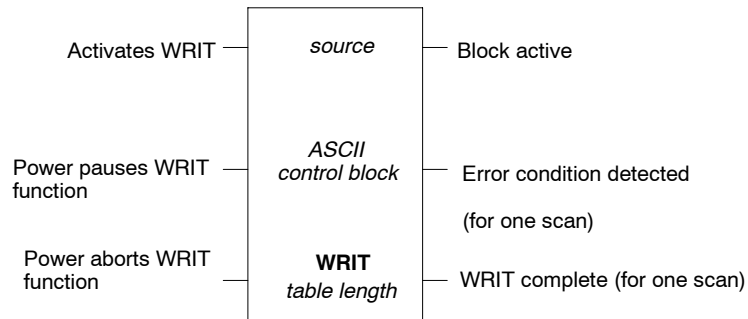 Activates WRIT
source
Block active
Power pauses WRIT
function
ASCII
control block
Error condition detected
(for one scan)
Power aborts WRIT
function
WRIT
table length
WRIT complete (for one scan)